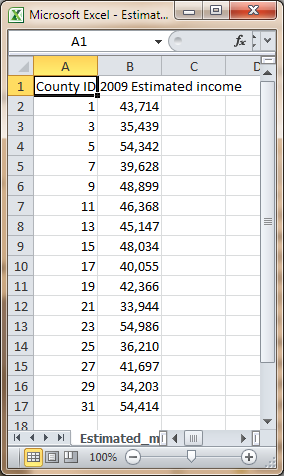 Microsoft Excel - Estimat...
A1 fx
A B C D
1 County ID 2009 Estimated income
2 1 43,714
3 3 35,439
4 5 54,342
5 7 39,628
6 9 48,899
7 11 46,368
8 13 45,147
9 15 48,034
10 17 40,055
11 19 42,366
12 21 33,944
13 23 54,986
14 25 36,210
15 27 41,697
16 29 34,203
17 31 54,414
18
Estimated_m
100%